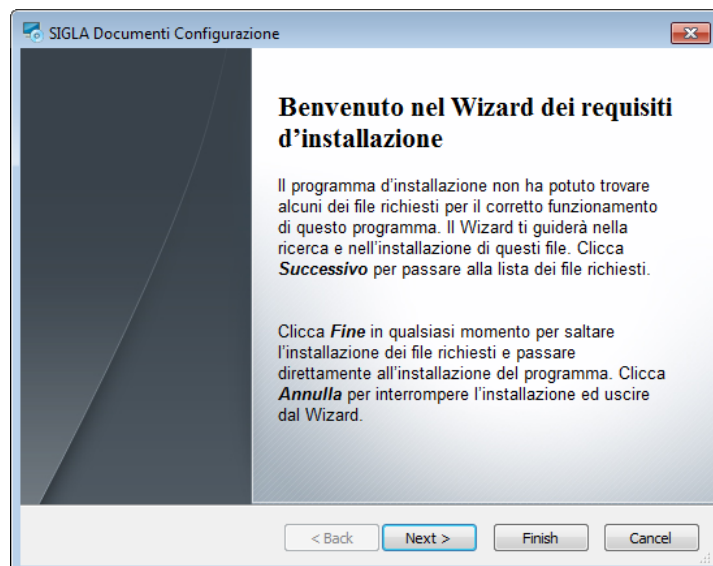 SIGLA Documenti Configurazione
Benvenuto nel Wizard dei requisiti
d'installazione
Il programma d'installazione non ha potuto trovare
alcuni dei file richiesti per il corretto funzionamento
di questo programma. Il Wizard ti guiderà nella
ricerca e nell'installazione di questi file. Clicca
Successivo per passare alla lista dei file richiesti.
Clicca Fine in qualsiasi momento per saltare
l'installazione dei file richiesti e passare
direttamente all'installazione del programma. Clicca
Annulla per interrompere l'installazione ed uscire
dal Wizard.
< Back Next > Finish Cancel